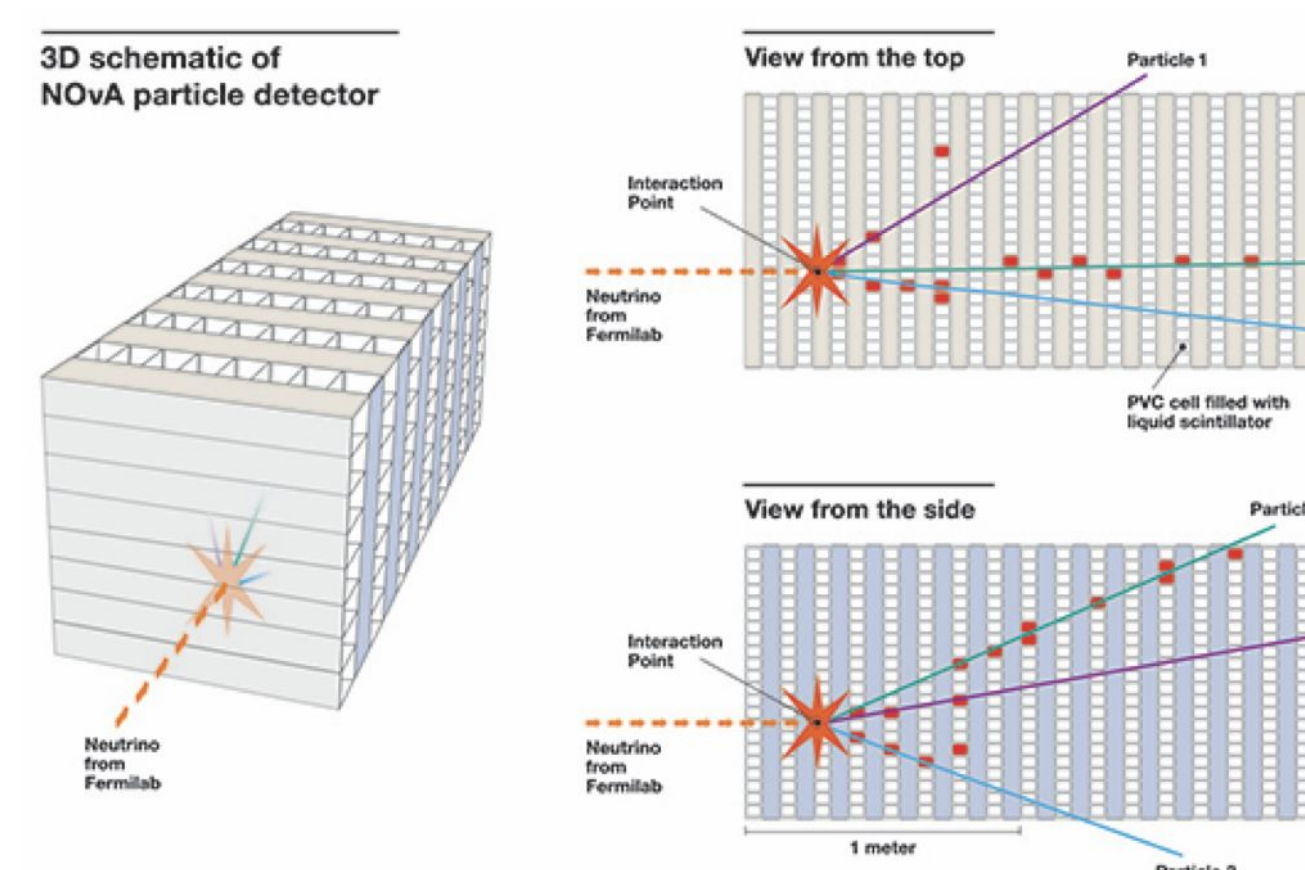 3D schematic of
NOvA particle detector
Neutrino
from
Fermilab
View from the top
Particle 1
Interaction
Point
Neutrino
from
Fermilab
PVC cell filled with
liquid scintillator
View from the side
Interaction
Point
Neutrino
from
Fermilab
1 meter